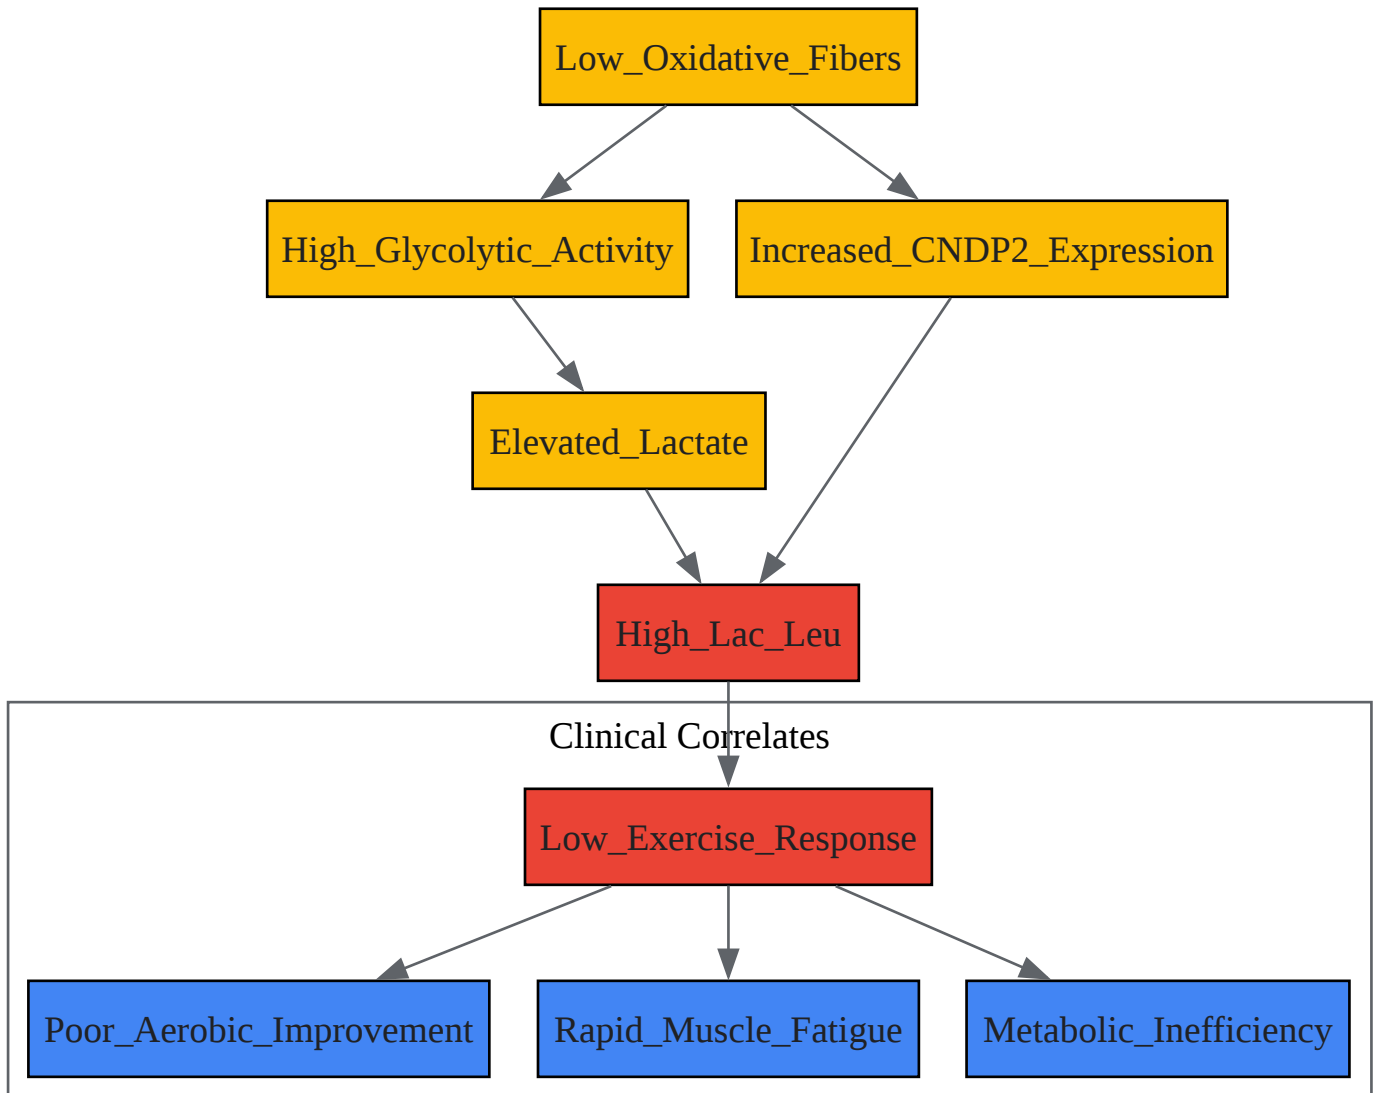 Low_Oxidative_Fibers
High_Glycolytic_Activity
Increased_CNDP2_Expression
Elevated_Lactate
High_Lac_Leu
Clinical Correlates
Low_Exercise_Response
Poor_Aerobic_Improvement
Rapid_Muscle_Fatigue
Metabolic_Inefficiency